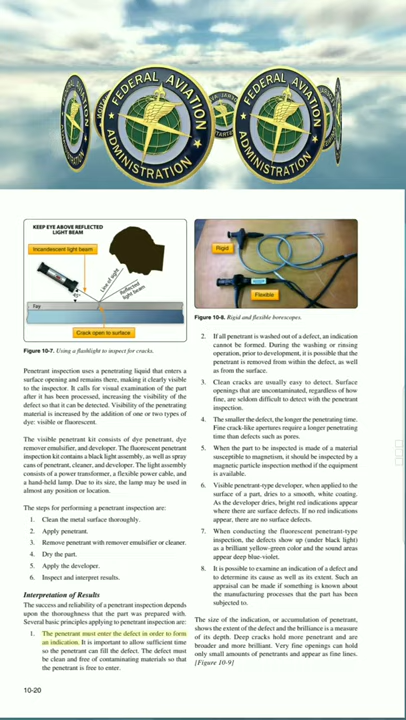 FEDERAL AVIATION
ADMINISTRATION
FEDERAL AVIATION
ADMINISTRATION
KEEP EYE ABOVE REFLECTED
LIGHT BEAM
Incandescent light beam
Line of sight
Reflected
light beam
45°
Fay
Crack open to surface
Figure 10-7. Using a flashlight to inspect for cracks.
Penetrant inspection uses a penetrating liquid that enters a
surface opening and remains there, making it clearly visible
to the inspector. It calls for visual examination of the part
after it has been processed, increasing the visibility of the
defect so that it can be detected. Visibility of the penetrating
material is increased by the addition of one or two types of
dye: visible or fluorescent.
The visible penetrant kit consists of dye penetrant, dye
remover emulsifier, and developer. The fluorescent penetrant
inspection kit contains a black light assembly, as well as spray
cans of penetrant, cleaner, and developer. The light assembly
consists of a power transformer, a flexible power cable, and
a hand-held lamp. Due to its size, the lamp may be used in
almost any position or location.
The steps for performing a penetrant inspection are:
1. Clean the metal surface thoroughly.
2. Apply penetrant.
3. Remove penetrant with remover emulsifier or cleaner.
4. Dry the part.
5. Apply the developer.
6. Inspect and interpret results.
Interpretation of Results
The success and reliability of a penetrant inspection depends
upon the thoroughness that the part was prepared with.
Several basic principles applying to penetrant inspection are:
1. The penetrant must enter the defect in order to form
an indication. It is important to allow sufficient time
so the penetrant can fill the defect. The defect must
be clean and free of contaminating materials so that
the penetrant is free to enter.
10-20
Rigid
Flexible
Figure 10-8. Rigid and flexible borescopes.
2. If all penetrant is washed out of a defect, an indication
cannot be formed. During the washing or rinsing
operation, prior to development, it is possible that the
penetrant is removed from within the defect, as well
as from the surface.
3. Clean cracks are usually easy to detect. Surface
openings that are uncontaminated, regardless of how
fine, are seldom difficult to detect with the penetrant
inspection.
4. The smaller the defect, the longer the penetrating time.
Fine crack-like apertures require a longer penetrating
time than defects such as pores.
5. When the part to be inspected is made of a material
susceptible to magnetism, it should be inspected by a
magnetic particle inspection method if the equipment
is available.
6. Visible penetrant-type developer, when applied to the
surface of a part, dries to a smooth, white coating.
As the developer dries, bright red indications appear
where there are surface defects. If no red indications
appear, there are no surface defects.
7. When conducting the fluorescent penetrant-type
inspection, the defects show up (under black light)
as a brilliant yellow-green color and the sound areas
appear deep blue-violet.
8. It is possible to examine an indication of a defect and
to determine its cause as well as its extent. Such an
appraisal can be made if something is known about
the manufacturing processes that the part has been
subjected to.
The size of the indication, or accumulation of penetrant,
shows the extent of the defect and the brilliance is a measure
of its depth. Deep cracks hold more penetrant and are
broader and more brilliant. Very fine openings can hold
only small amounts of penetrants and appear as fine lines.
[Figure 10-9]